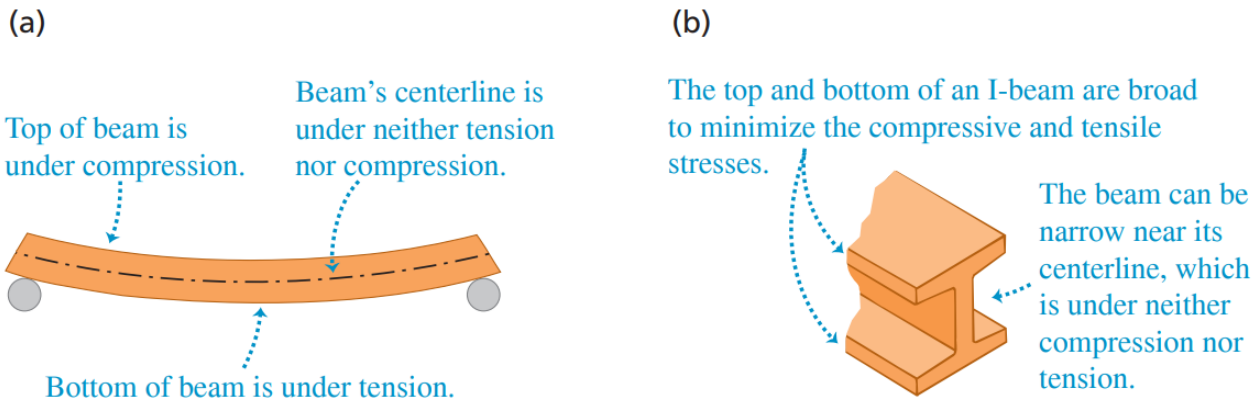 (a)
Top of beam is
under compression.
Beam's centerline is
under neither tension
nor compression.
Bottom of beam is under tension.
(b)
The top and bottom of an I-beam are broad
to minimize the compressive and tensile
stresses.
The beam can be
narrow near its
centerline, which
is under neither
compression nor
tension.